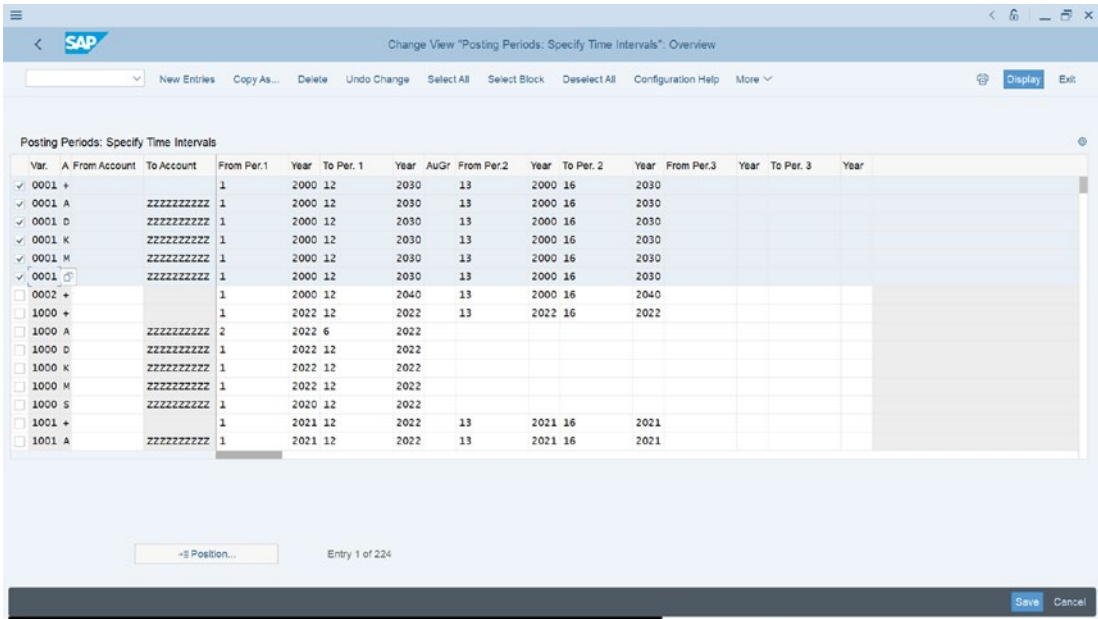 SAP
Change View "Posting Periods: Specify Time Intervals": Overview
New Entries Copy As... Delete Undo Change Select All Select Block Deselect All Configuration Help More Display Exit
Posting Periods: Specify Time Intervals
Var. A From Account To Account From Per.1 Year To Per. 1 Year AuGr From Per.2 Year To Per. 2 Year From Per.3 Year To Per. 3 Year
0001 + 1 2000 12 2030 13 2000 16 2030
0001 A ZZZZZZZZZZ 1 2000 12 2030 13 2000 16 2030
0001 D ZZZZZZZZZZ 1 2000 12 2030 13 2000 16 2030
0001 K ZZZZZZZZZZ 1 2000 12 2030 13 2000 16 2030
0001 M ZZZZZZZZZZ 1 2000 12 2030 13 2000 16 2030
0001 ZZZZZZZZZZ 1 2000 12 2030 13 2000 16 2030
0002 + 1 2000 12 2040 13 2000 16 2040
1000 + 1 2022 12 2022 13 2022 16 2022
1000 A ZZZZZZZZZZ 2 2022 6 2022
1000 D ZZZZZZZZZZ 1 2022 12 2022
1000 K ZZZZZZZZZZ 1 2022 12 2022
1000 M ZZZZZZZZZZ 1 2022 12 2022
1000 S ZZZZZZZZZZ 1 2020 12 2022
1001 + 1 2021 12 2022 13 2021 16 2021
1001 A ZZZZZZZZZZ 1 2021 12 2022 13 2021 16 2021
Position... Entry 1 of 224
Save Cancel